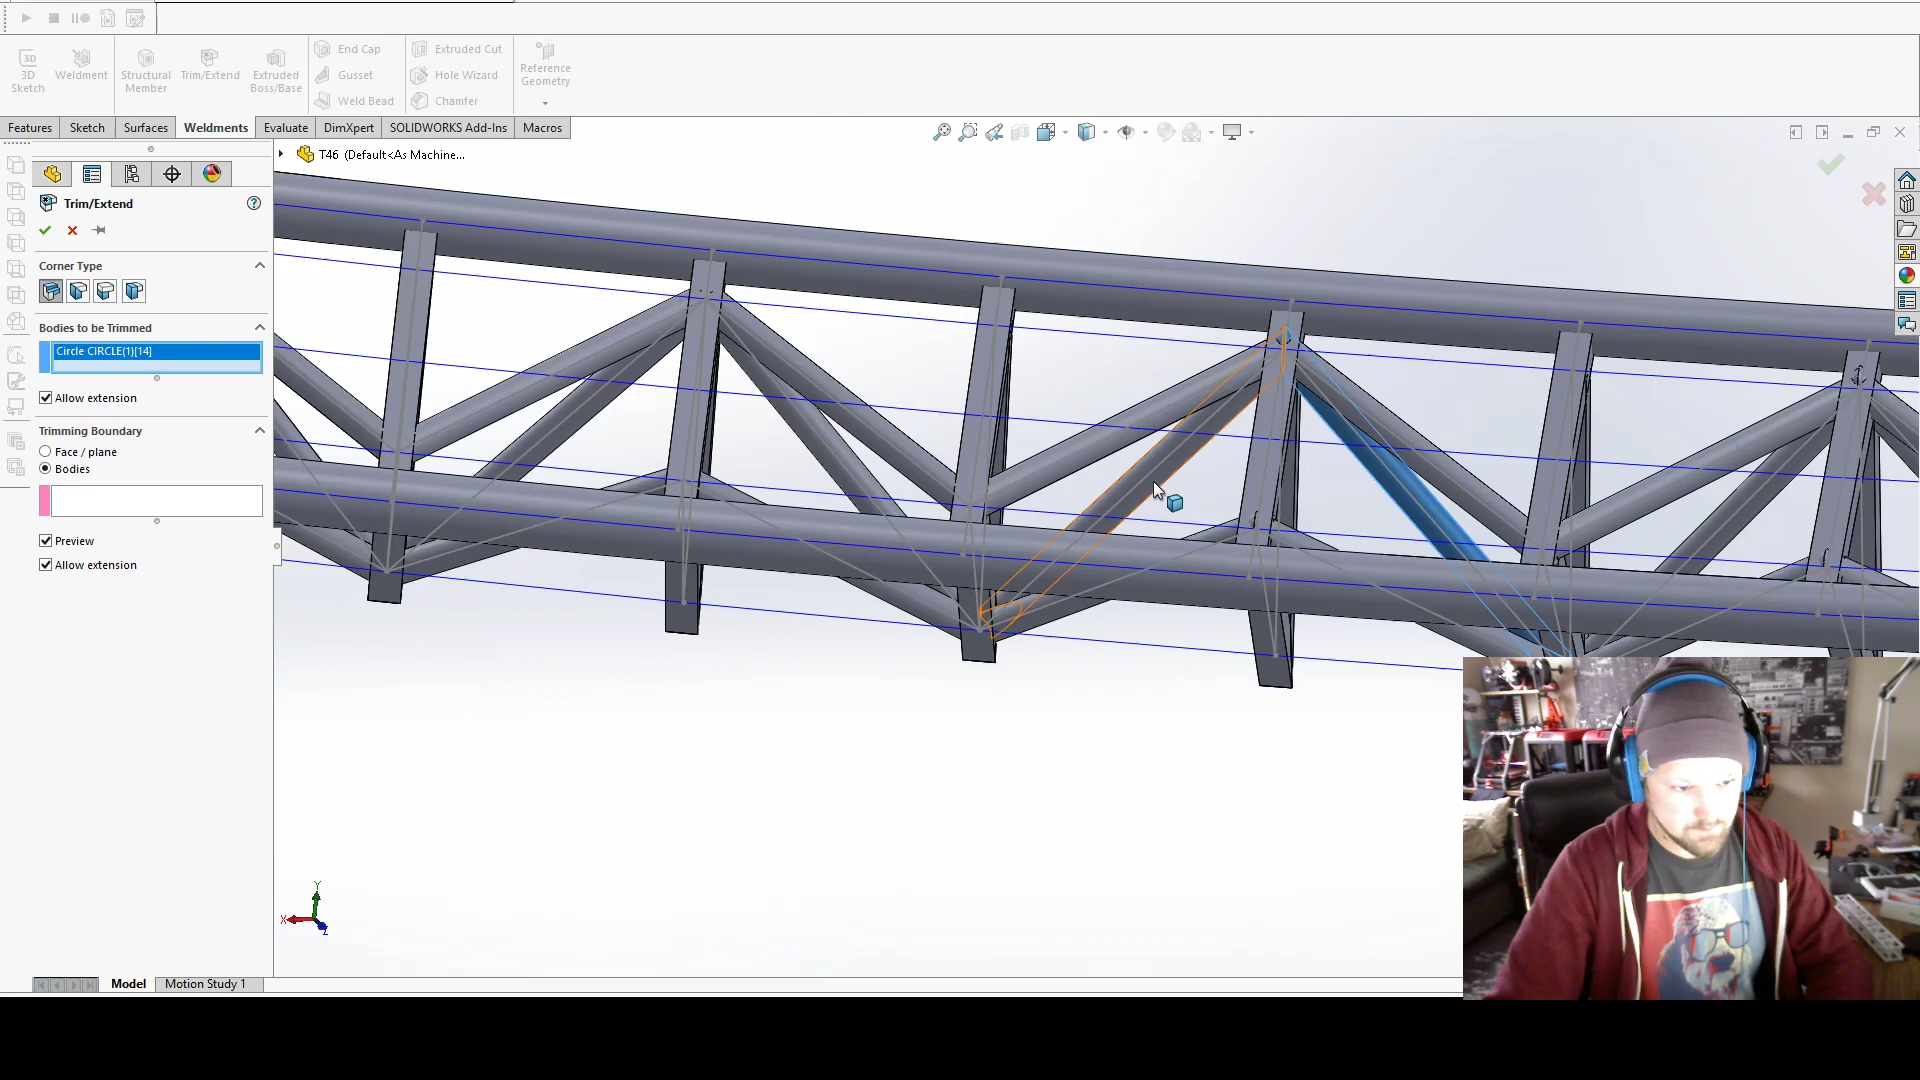 3D
Sketch
Weldment
Structural
Member
Trim/Extend
Extruded
Boss/Base
End Cap
Gusset
Weld Bead
Extruded Cut
Hole Wizard
Chamfer
Reference
Geometry
Features
Sketch
Surfaces
Weldments
Evaluate
DimXpert
SOLIDWORKS Add-Ins
Macros
T46 (Default<As Machine...
Trim/Extend
Corner Type
Bodies to be Trimmed
Circle CIRCLE(1)[14]
Allow extension
Trimming Boundary
Face / plane
Bodies
Preview
Allow extension
Y
X
Z
Model
Motion Study 1